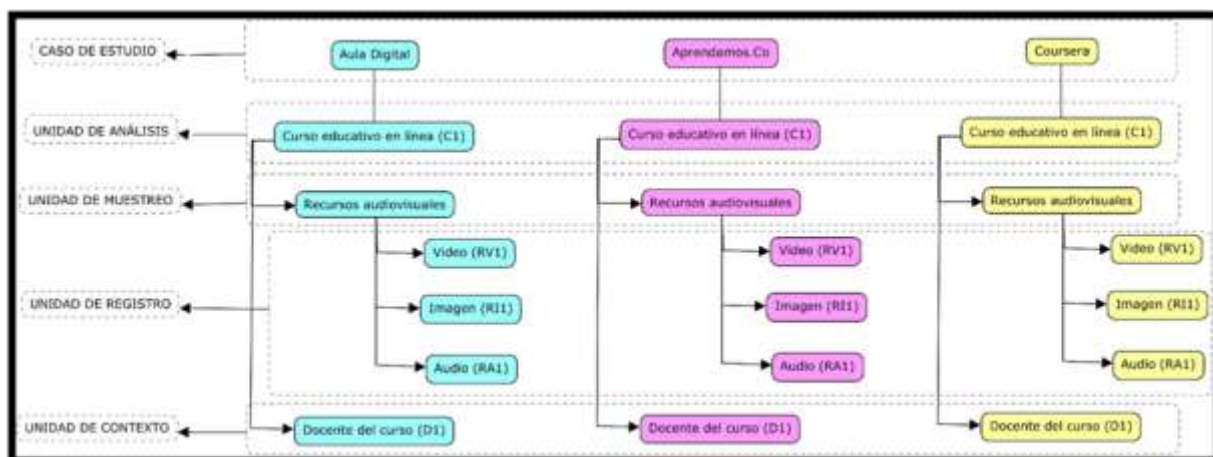 CASO DE ESTUDIO
Aula Digital
Aprendamos.Co
Coursera
UNIDAD DE ANÁLISIS
Curso educativo en línea (C1)
Curso educativo en línea (C1)
Curso educativo en línea (C1)
UNIDAD DE MUESTREO
Recursos audiovisuales
Recursos audiovisuales
Recursos audiovisuales
Video (RV1)
Video (RV1)
Video (RV1)
UNIDAD DE REGISTRO
Imagen (RI1)
Imagen (RI1)
Imagen (RI1)
Audio (RA1)
Audio (RA1)
Audio (RA1)
UNIDAD DE CONTEXTO
Docente del curso (D1)
Docente del curso (D1)
Docente del curso (D1)